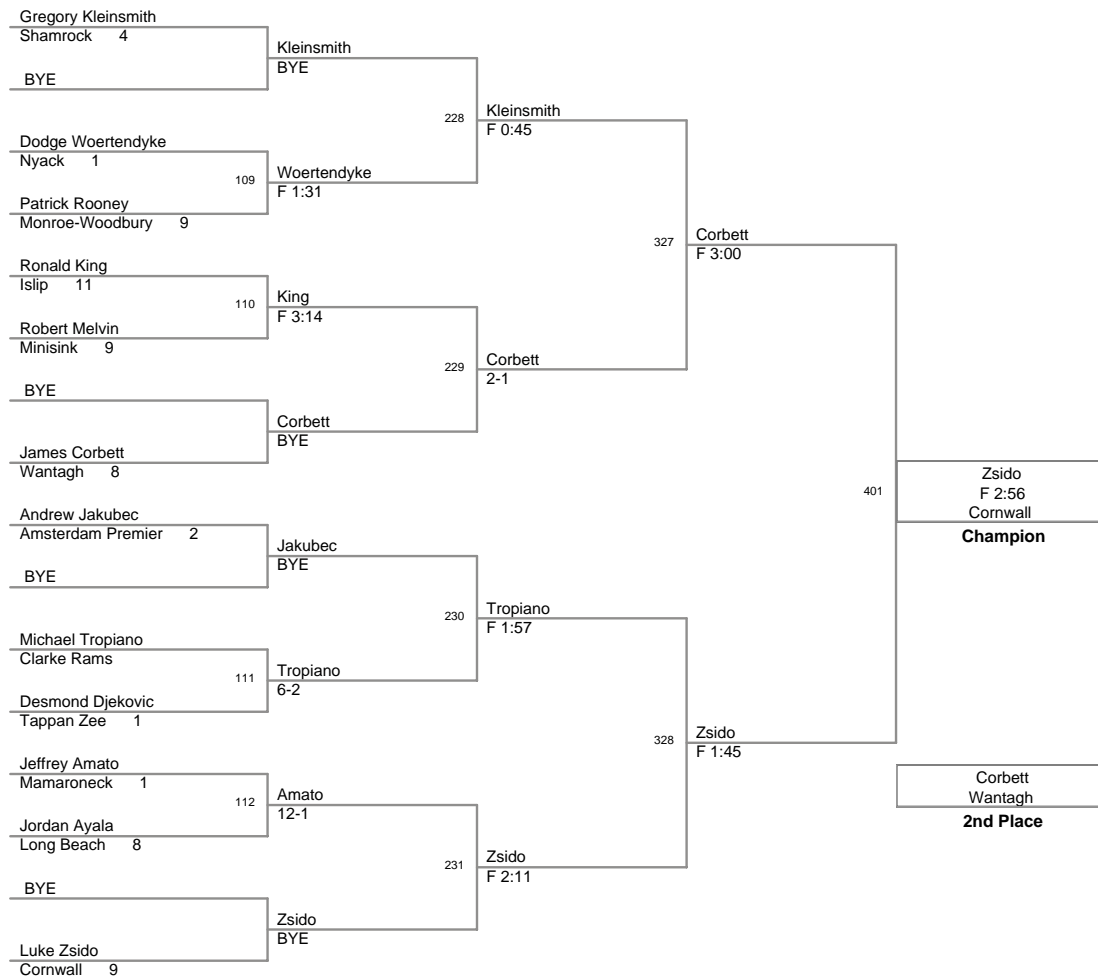 Gregory Kleinsmith
Shamrock 4
Kleinsmith
BYE
BYE
228
Kleinsmith
F 0:45
Dodge Woertendyke
Nyack 1
109
Woertendyke
F 1:31
Patrick Rooney
Monroe-Woodbury 9
327
Corbett
F 3:00
Ronald King
Islip 11
110
King
F 3:14
Robert Melvin
Minisink 9
229
Corbett
2-1
BYE
Corbett
BYE
James Corbett
Wantagh 8
401
Zsido
F 2:56
Cornwall
Champion
Andrew Jakubec
Amsterdam Premier 2
Jakubec
BYE
BYE
230
Tropiano
F 1:57
Michael Tropiano
Clarke Rams
111
Tropiano
6-2
Desmond Djekovic
Tappan Zee 1
328
Zsido
F 1:45
Jeffrey Amato
Mamaroneck 1
112
Amato
12-1
Jordan Ayala
Long Beach 8
Corbett
Wantagh
2nd Place
231
Zsido
F 2:11
BYE
Zsido
BYE
Luke Zsido
Cornwall 9